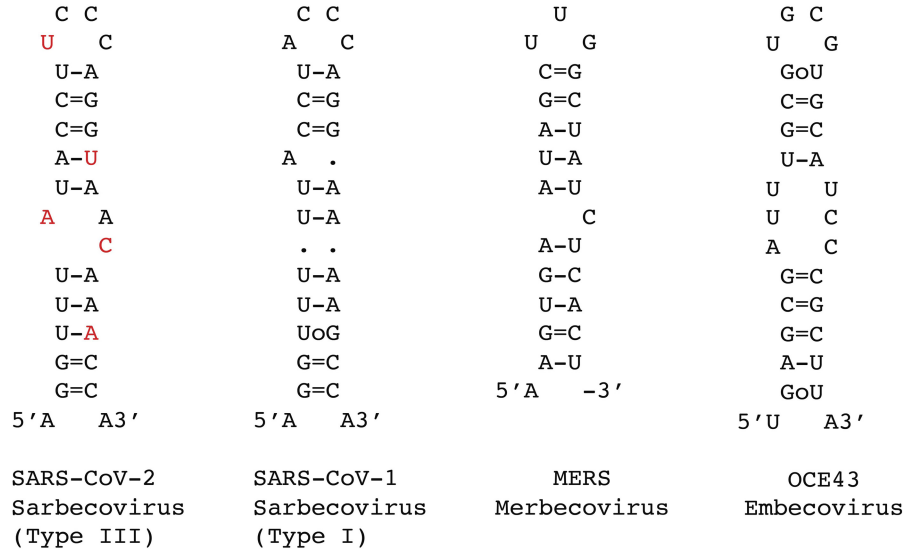 C C        C C        U        G C
U   C      A   C      U   G      U   G
U-A      U-A      C=G      GoU
C=G      C=G      G=C      C=G
C=G      C=G      A-U      G=C
A-U      A   .      U-A      U-A
U-A      U-A      A-U      U   U
A   A      U-A      C      U   C
C      . .      A-U      A   C
U-A      U-A      G-C      G=C
U-A      U-A      U-A      C=G
U-A      UoG      G=C      G=C
G=C      G=C      A-U      A-U
G=C      G=C      5'A   -3'      GoU
5'A   A3'      5'A   A3'      5'U   A3'
SARS-CoV-2      SARS-CoV-1      MERS      OCE43
Sarbecovirus      Sarbecovirus      Merbecovirus      Embecovirus
(Type III)      (Type I)